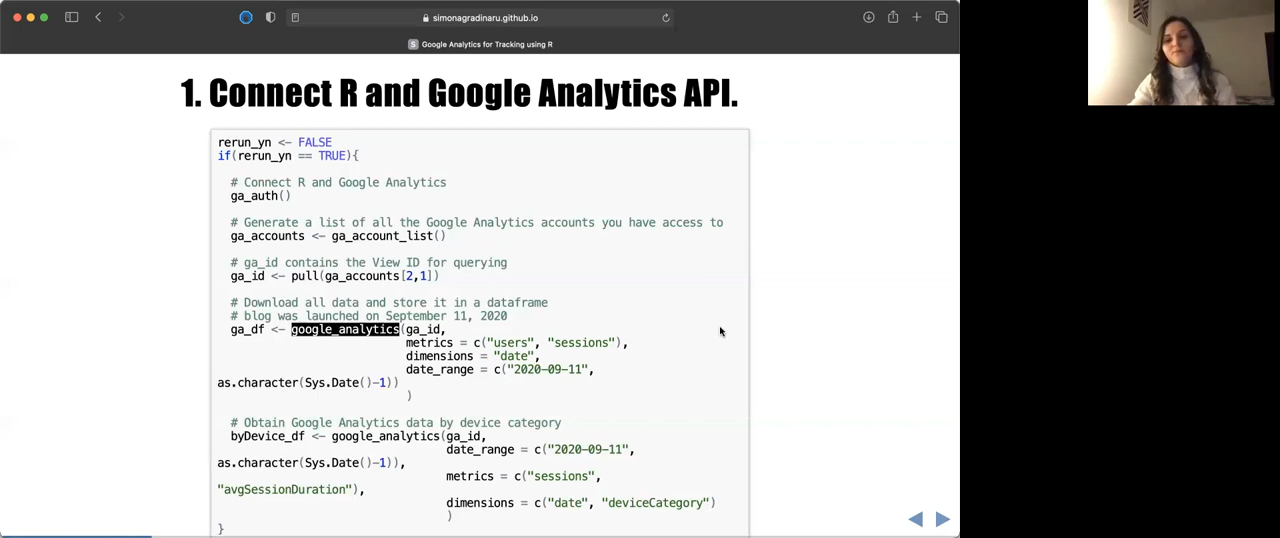 simonagradinaru.github.io
S Google Analytics for Tracking using R
1. Connect R and Google Analytics API.
rerun_yn <- FALSE
if(rerun_yn == TRUE){
# Connect R and Google Analytics
ga_auth()
# Generate a list of all the Google Analytics accounts you have access to
ga_accounts <- ga_account_list()
# ga_id contains the View ID for querying
ga_id <- pull(ga_accounts[2,1])
# Download all data and store it in a dataframe
# blog was launched on September 11, 2020
ga_df <- google_analytics(ga_id,
metrics = c("users", "sessions"),
dimensions = "date",
date_range = c("2020-09-11",
as.character(Sys.Date()-1))
)
# Obtain Google Analytics data by device category
byDevice_df <- google_analytics(ga_id,
date_range = c("2020-09-11",
as.character(Sys.Date()-1)),
metrics = c("sessions",
"avgSessionDuration"),
dimensions = c("date", "deviceCategory")
)
}